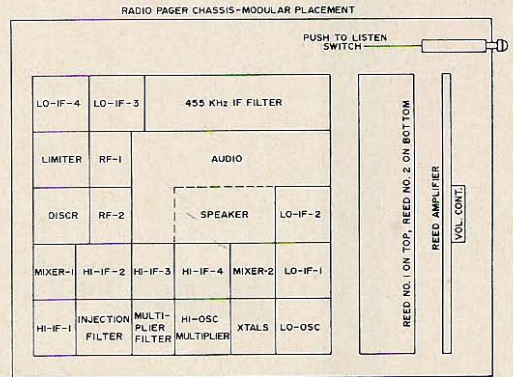 RADIO PAGER CHASSIS-MODULAR PLACEMENT
PUSH TO LISTEN
SWITCH
LO-IF-4
LO-IF-3
455 KHz IF FILTER
LIMITER
RF-1
AUDIO
DISCR
RF-2
SPEAKER
LO-IF-2
MIXER-1
HI-IF-2
HI-IF-3
HI-IF-4
MIXER-2
LO-IF-1
HI-IF-1
INJECTION
FILTER
MULTI-
PLIER
FILTER
HI-OSC
MULTIPLIER
XTALS
LO-OSC
REED NO. 1 ON TOP, REED NO. 2 ON BOTTOM
REED AMPLIFIER
VOL. CONT.